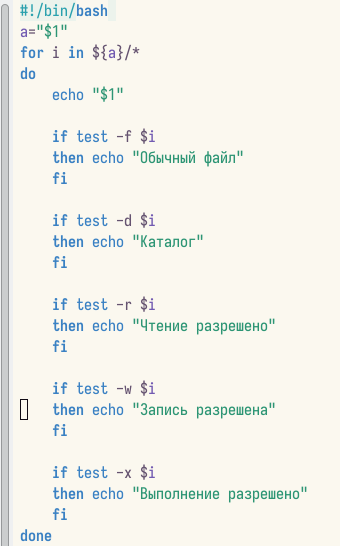 #!/bin/bash
a="$1"
for i in ${a}/*
do
    echo "$1"

    if test -f $i
    then echo "Обычный файл"
    fi

    if test -d $i
    then echo "Каталог"
    fi

    if test -r $i
    then echo "Чтение разрешено"
    fi

    if test -w $i
    then echo "Запись разрешена"
    fi

    if test -x $i
    then echo "Выполнение разрешено"
    fi
done